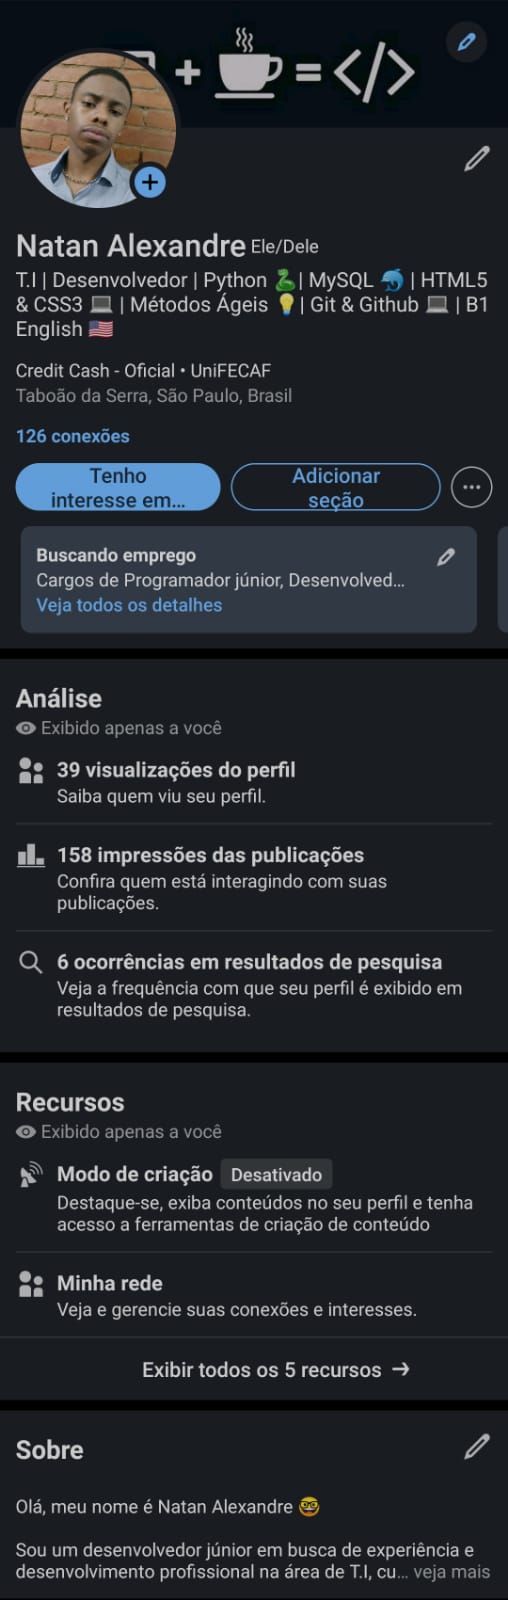 + = </>
Natan Alexandre Ele/Dele
T.I | Desenvolvedor | Python 🐍| MySQL 🐬 | HTML5
& CSS3 💻 | Métodos Ágeis 💡| Git & Github 💻 | B1
English 🇺🇸
Credit Cash - Oficial • UniFECAF
Taboão da Serra, São Paulo, Brasil
126 conexões
Tenho
interesse em...
Adicionar
seção
Buscando emprego
Cargos de Programador júnior, Desenvolved...
Veja todos os detalhes
Análise
Exibido apenas a você
39 visualizações do perfil
Saiba quem viu seu perfil.
158 impressões das publicações
Confira quem está interagindo com suas
publicações.
6 ocorrências em resultados de pesquisa
Veja a frequência com que seu perfil é exibido em
resultados de pesquisa.
Recursos
Exibido apenas a você
Modo de criação Desativado
Destaque-se, exiba conteúdos no seu perfil e tenha
acesso a ferramentas de criação de conteúdo
Minha rede
Veja e gerencie suas conexões e interesses.
Exibir todos os 5 recursos →
Sobre
Olá, meu nome é Natan Alexandre 🤓
Sou um desenvolvedor júnior em busca de experiência e
desenvolvimento profissional na área de T.I, cu... veja mais